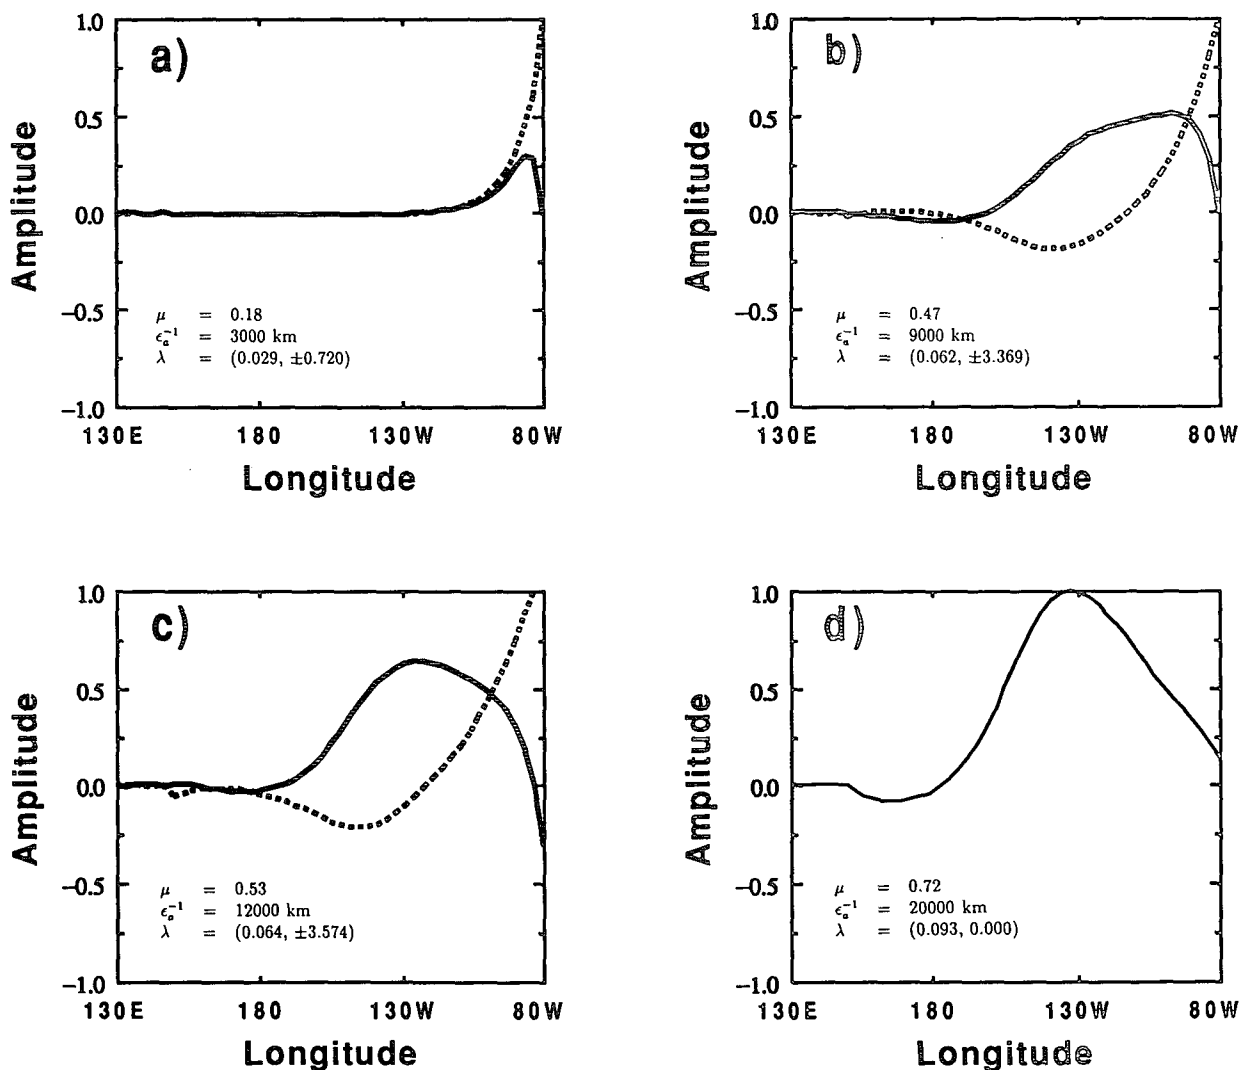 a)
1.0
0.5
0.0
−0.5
−1.0
Amplitude
μ = 0.18
ϵₐ⁻¹ = 3000 km
λ = (0.029, ±0.720)
130E 180 130W 80W
Longitude
b)
1.0
0.5
0.0
−0.5
−1.0
Amplitude
μ = 0.47
ϵₐ⁻¹ = 9000 km
λ = (0.062, ±3.369)
130E 180 130W 80W
Longitude
c)
1.0
0.5
0.0
−0.5
−1.0
Amplitude
μ = 0.53
ϵₐ⁻¹ = 12000 km
λ = (0.064, ±3.574)
130E 180 130W 80W
Longitude
d)
1.0
0.5
0.0
−0.5
−1.0
Amplitude
μ = 0.72
ϵₐ⁻¹ = 20000 km
λ = (0.093, 0.000)
130E 180 130W 80W
Longitude